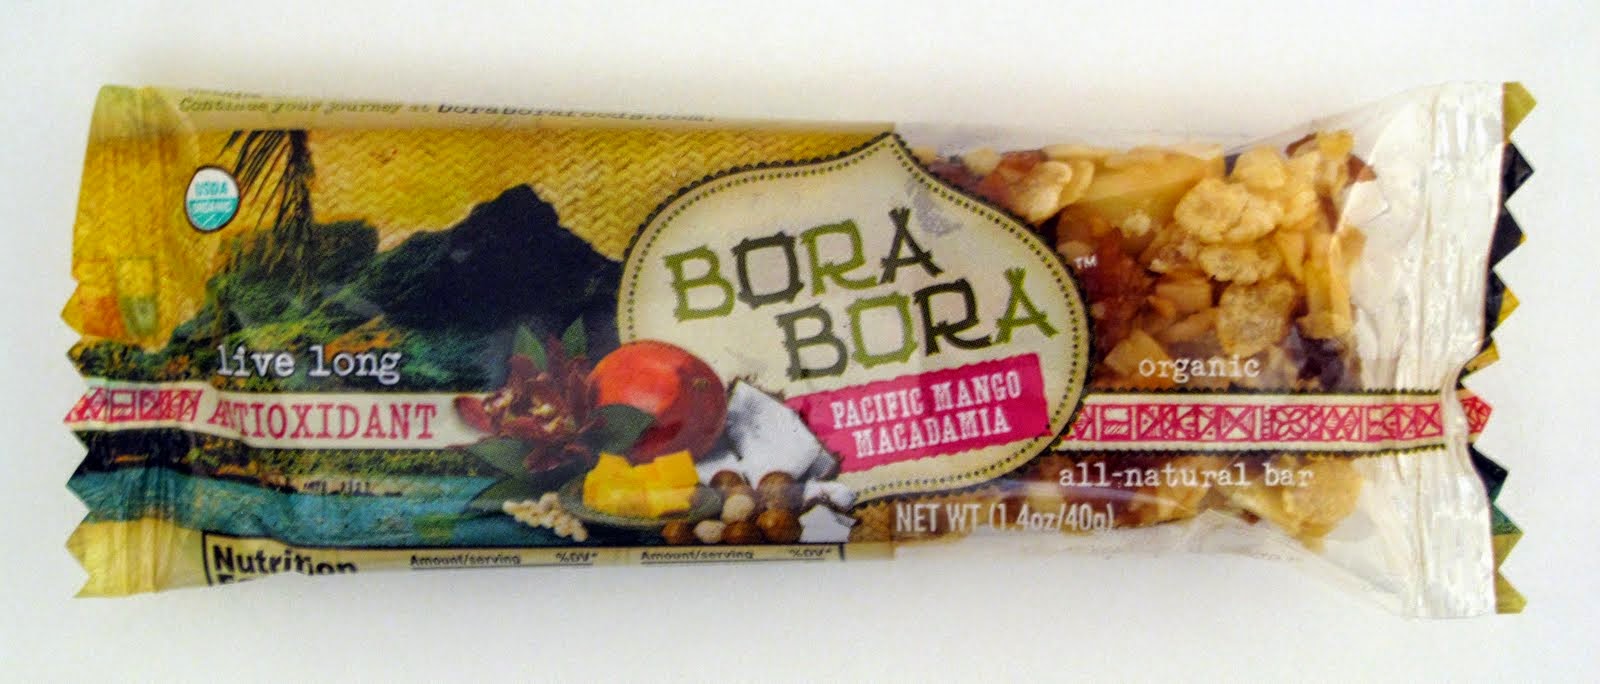 Continue your journey at boraborafoods.com.
USDA
ORGANIC
live long
ANTIOXIDANT
BORA
BORA
TM
PACIFIC MANGO
MACADAMIA
organic
all-natural bar
NET WT (1.4oz/40g)
Nutrition
Amount/serving %DV* Amount/serving %DV*